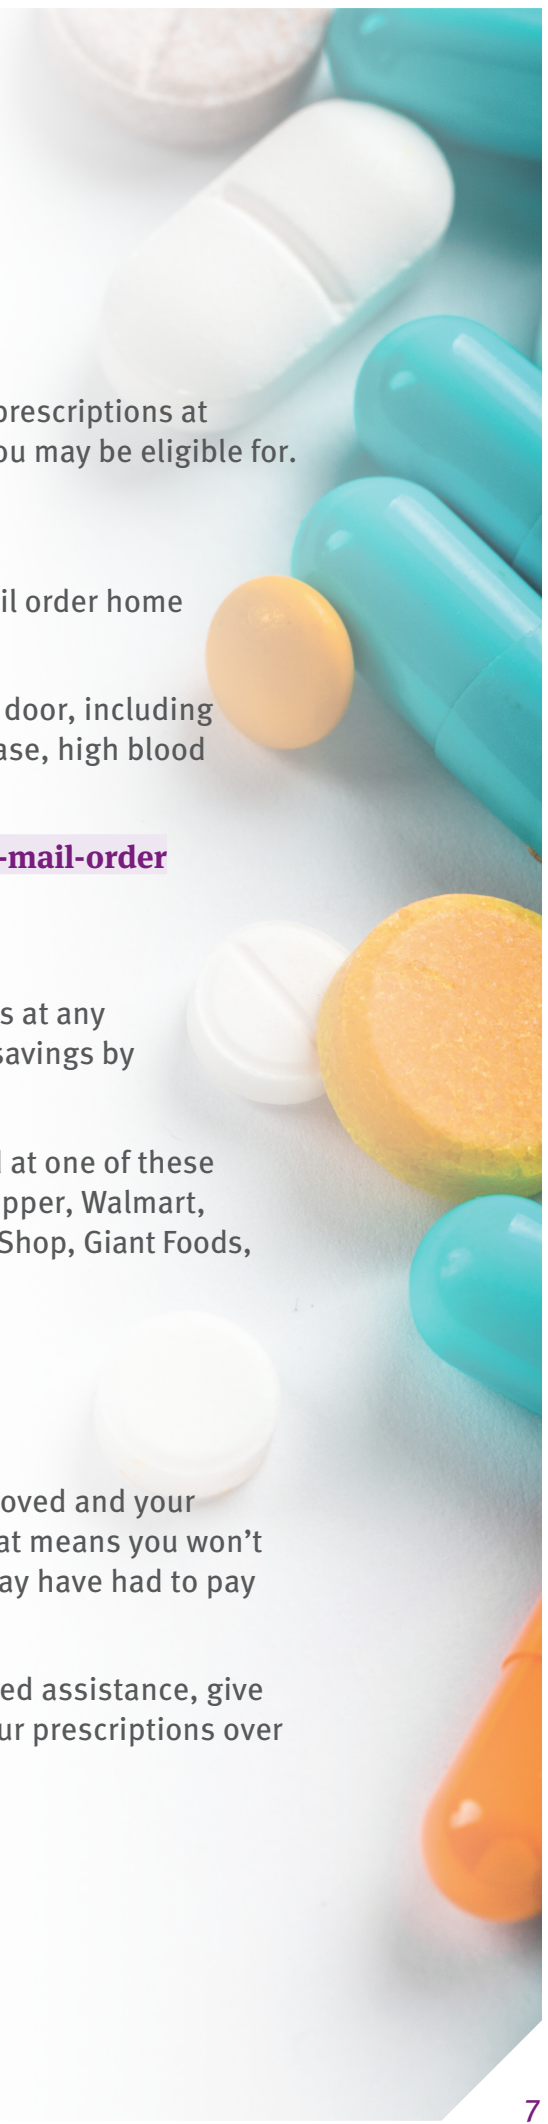 prescriptions at
ou may be eligible for.
il order home
door, including
ase, high blood
-mail-order
s at any
savings by
at one of these
pper, Walmart,
Shop, Giant Foods,
oved and your
at means you won't
ay have had to pay
ed assistance, give
ur prescriptions over
7